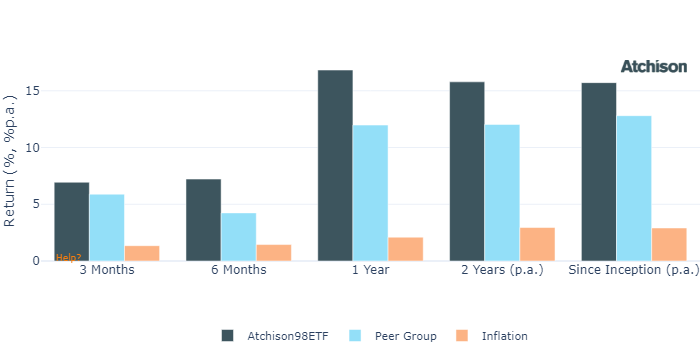 Atchison
Return (%, %p.a.)
15
10
5
0
Help?
3 Months
6 Months
1 Year
2 Years (p.a.)
Since Inception (p.a.)
Atchison98ETF
Peer Group
Inflation